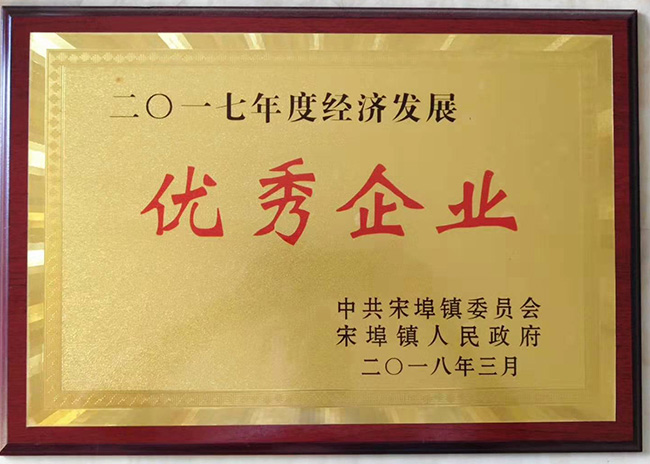 二〇一七年度经济发展
优秀企业
中共宋埠镇委员会
宋埠镇人民政府
二〇一八年三月